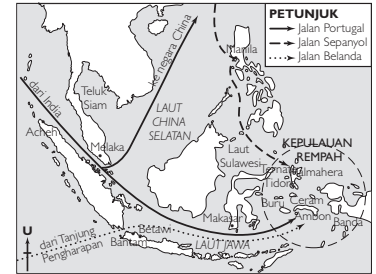 PETUNJUK
Jalan Portugal
Jalan Sepanyol
Jalan Belanda
ke negara China
Manila
dari India
Teluk
Siam
LAUT
CHINA
SELATAN
Acheh
Melaka
KEPULAUAN
REMPAH
Laut
Sulawesi
Ternate
Tidore
Halmahera
Buru
Ceram
Ambon
Banda
Makasar
U
dari Tanjung
Pengharapan
Betawi
Bantam
LAUT JAWA